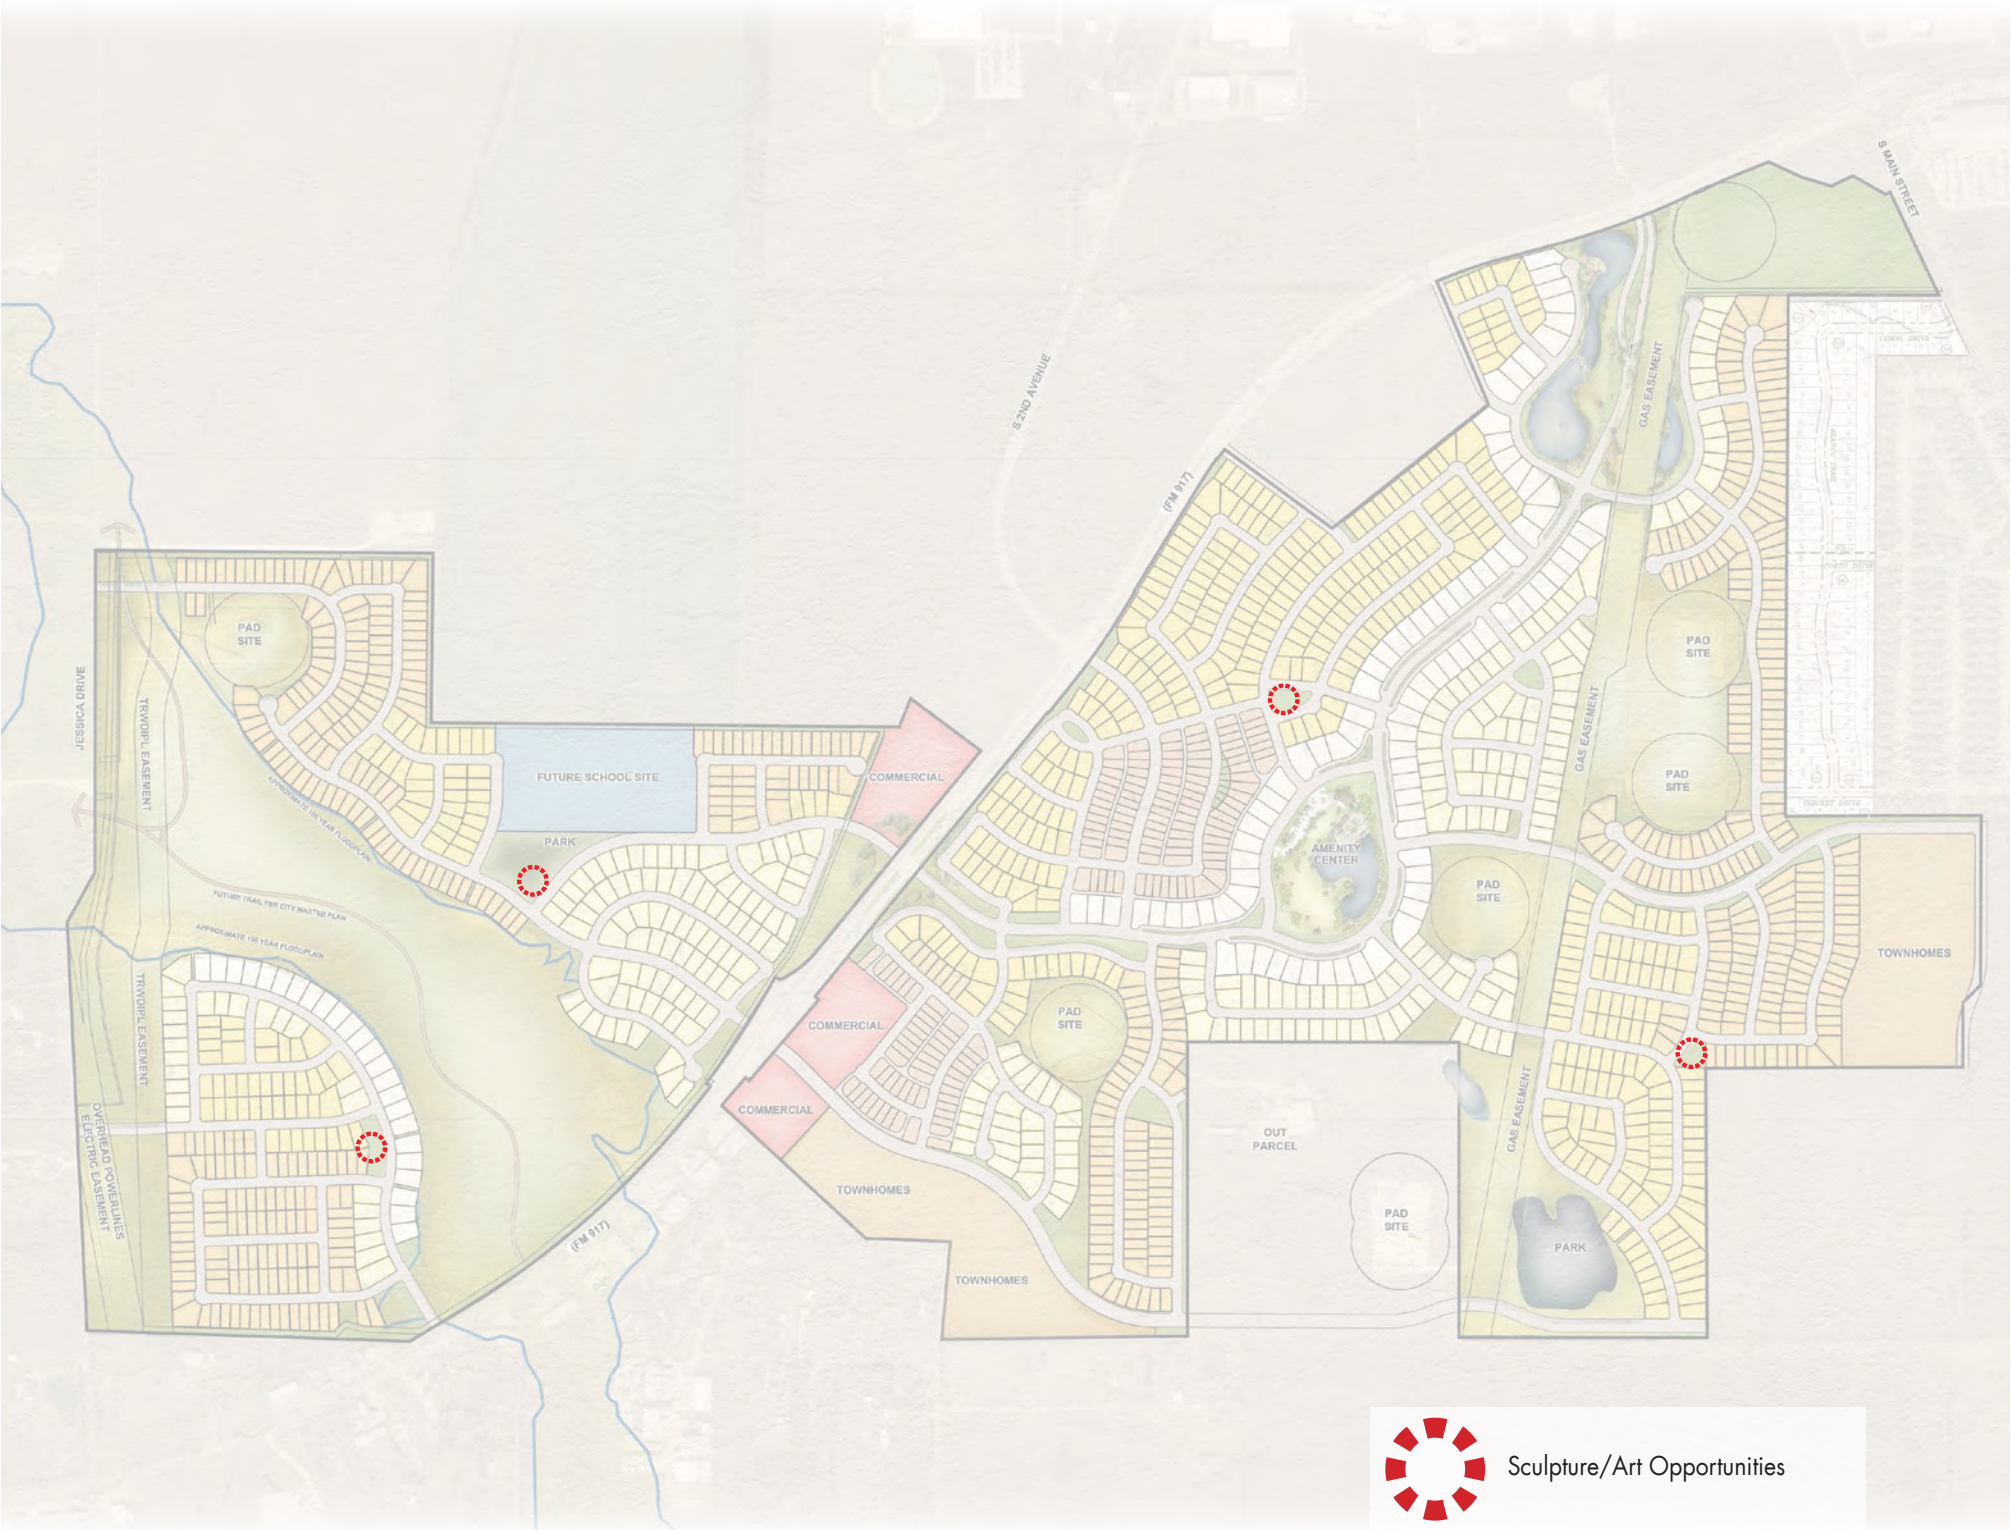 S MAIN STREET
GAS EASEMENT
S 2ND AVENUE
(FM 917)
PAD
SITE
PAD
SITE
JESSICA DRIVE
TRWD/IPL EASEMENT
FUTURE SCHOOL SITE
COMMERCIAL
GAS EASEMENT
PAD
SITE
APPROXIMATE 100 YEAR FLOODPLAIN
PARK
AMENITY
CENTER
PAD
SITE
FUTURE TRAIL PER CITY MASTER PLAN
APPROXIMATE 100 YEAR FLOODPLAIN
TOWNHOMES
TRWD/IPL EASEMENT
PAD
SITE
COMMERCIAL
COMMERCIAL
GAS EASEMENT
OUT
PARCEL
OVERHEAD POWERLINES
ELECTRIC EASEMENT
TOWNHOMES
PAD
SITE
(FM 917)
PARK
TOWNHOMES
Sculpture/Art Opportunities